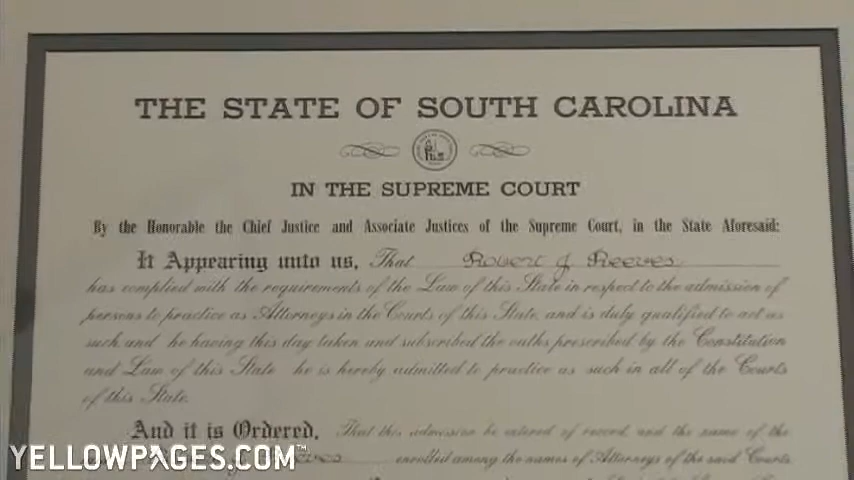 THE STATE OF SOUTH CAROLINA
IN THE SUPREME COURT
By the Honorable the Chief Justice and Associate Justices of the Supreme Court, in the State Aforesaid:
It Appearing unto us, That Robert J Reeves
has complied with the requirements of the Law of this State in respect to the admission of
persons to practice as Attorneys in the Courts of this State, and is duly qualified to act as
such and he having this day taken and subscribed the oaths prescribed by the Constitution
and Law of this State he is hereby admitted to practice as such in all of the Courts
of this State.
And it is Ordered, That this admission be entered of record, and the name of the
Reeves enrolled among the names of Attorneys of the said Courts
YELLOWPAGES.COM™